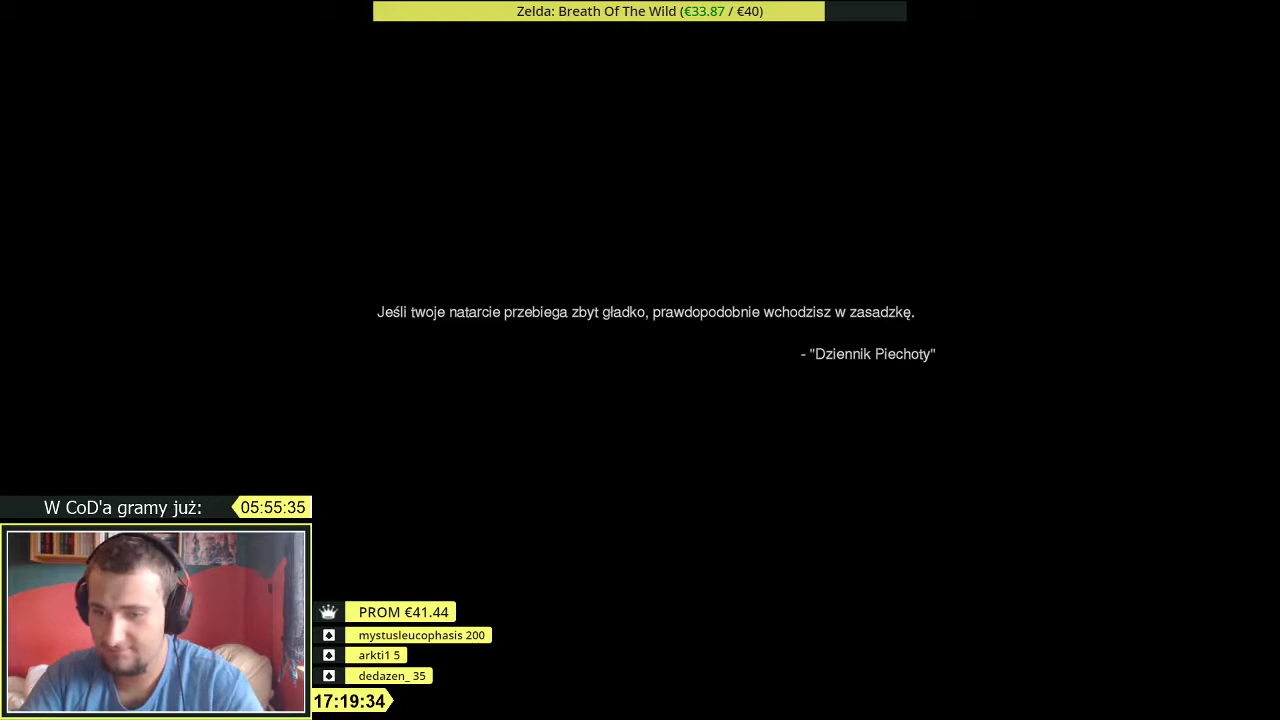 Zelda: Breath Of The Wild (€33.87 / €40)
Jeśli twoje natarcie przebiega zbyt gładko, prawdopodobnie wchodzisz w zasadzkę.
- "Dziennik Piechoty"
W CoD'a gramy już: 05:55:35
PROM €41.44
mystusleucophasis 200
arkti1 5
dedazen_ 35
17:19:34